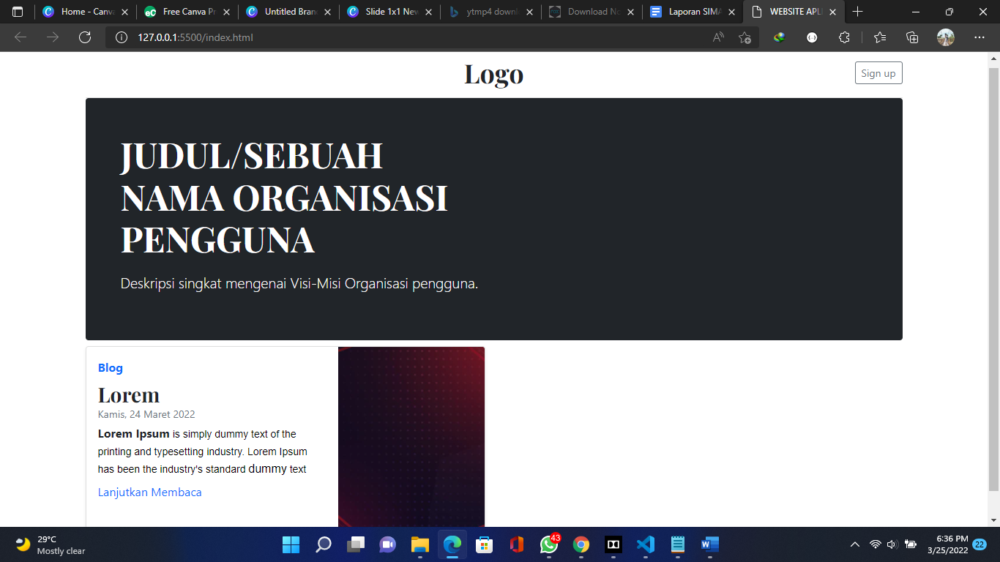 Home - Canva
Free Canva Pr
Untitled Bran
Slide 1x1 New
ytmp4 downl
Download No
Laporan SIMA
WEBSITE APLI
127.0.0.1:5500/index.html
Logo
Sign up
JUDUL/SEBUAH
NAMA ORGANISASI
PENGGUNA
Deskripsi singkat mengenai Visi-Misi Organisasi pengguna.
Blog
Lorem
Kamis, 24 Maret 2022
Lorem Ipsum is simply dummy text of the
printing and typesetting industry. Lorem Ipsum
has been the industry's standard dummy text
Lanjutkan Membaca
29°C
Mostly clear
43
6:36 PM
3/25/2022
22